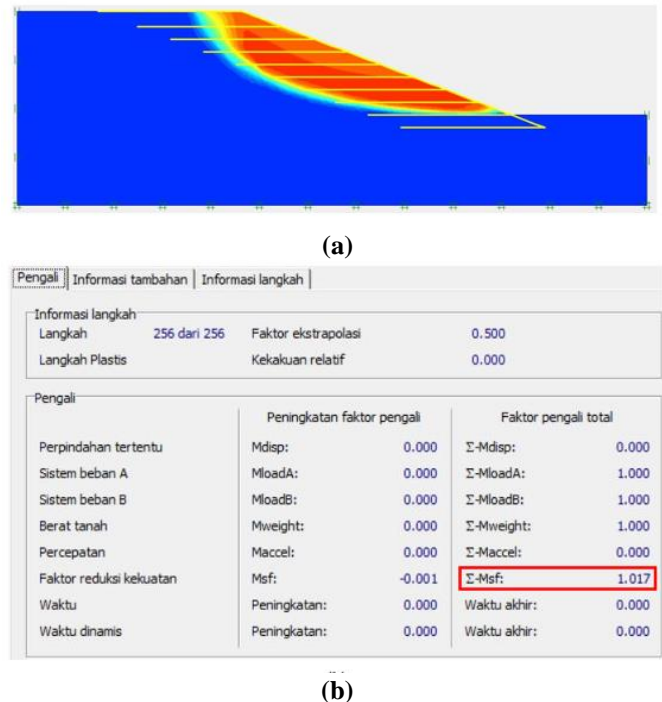 (a)
Pengali Informasi tambahan Informasi langkah
Informasi langkah
Langkah 256 dari 256 Faktor ekstrapolasi 0.500
Langkah Plastis Kekakuan relatif 0.000
Pengali
Peningkatan faktor pengali Faktor pengali total
Perpindahan tertentu Mdisp: 0.000 Σ-Mdisp: 0.000
Sistem beban A MloadA: 0.000 Σ-MloadA: 1.000
Sistem beban B MloadB: 0.000 Σ-MloadB: 1.000
Berat tanah Mweight: 0.000 Σ-Mweight: 1.000
Percepatan Maccel: 0.000 Σ-Maccel: 0.000
Faktor reduksi kekuatan Msf: -0.001 Σ-Msf: 1.017
Waktu Peningkatan: 0.000 Waktu akhir: 0.000
Waktu dinamis Peningkatan: 0.000 Waktu akhir: 0.000
(b)